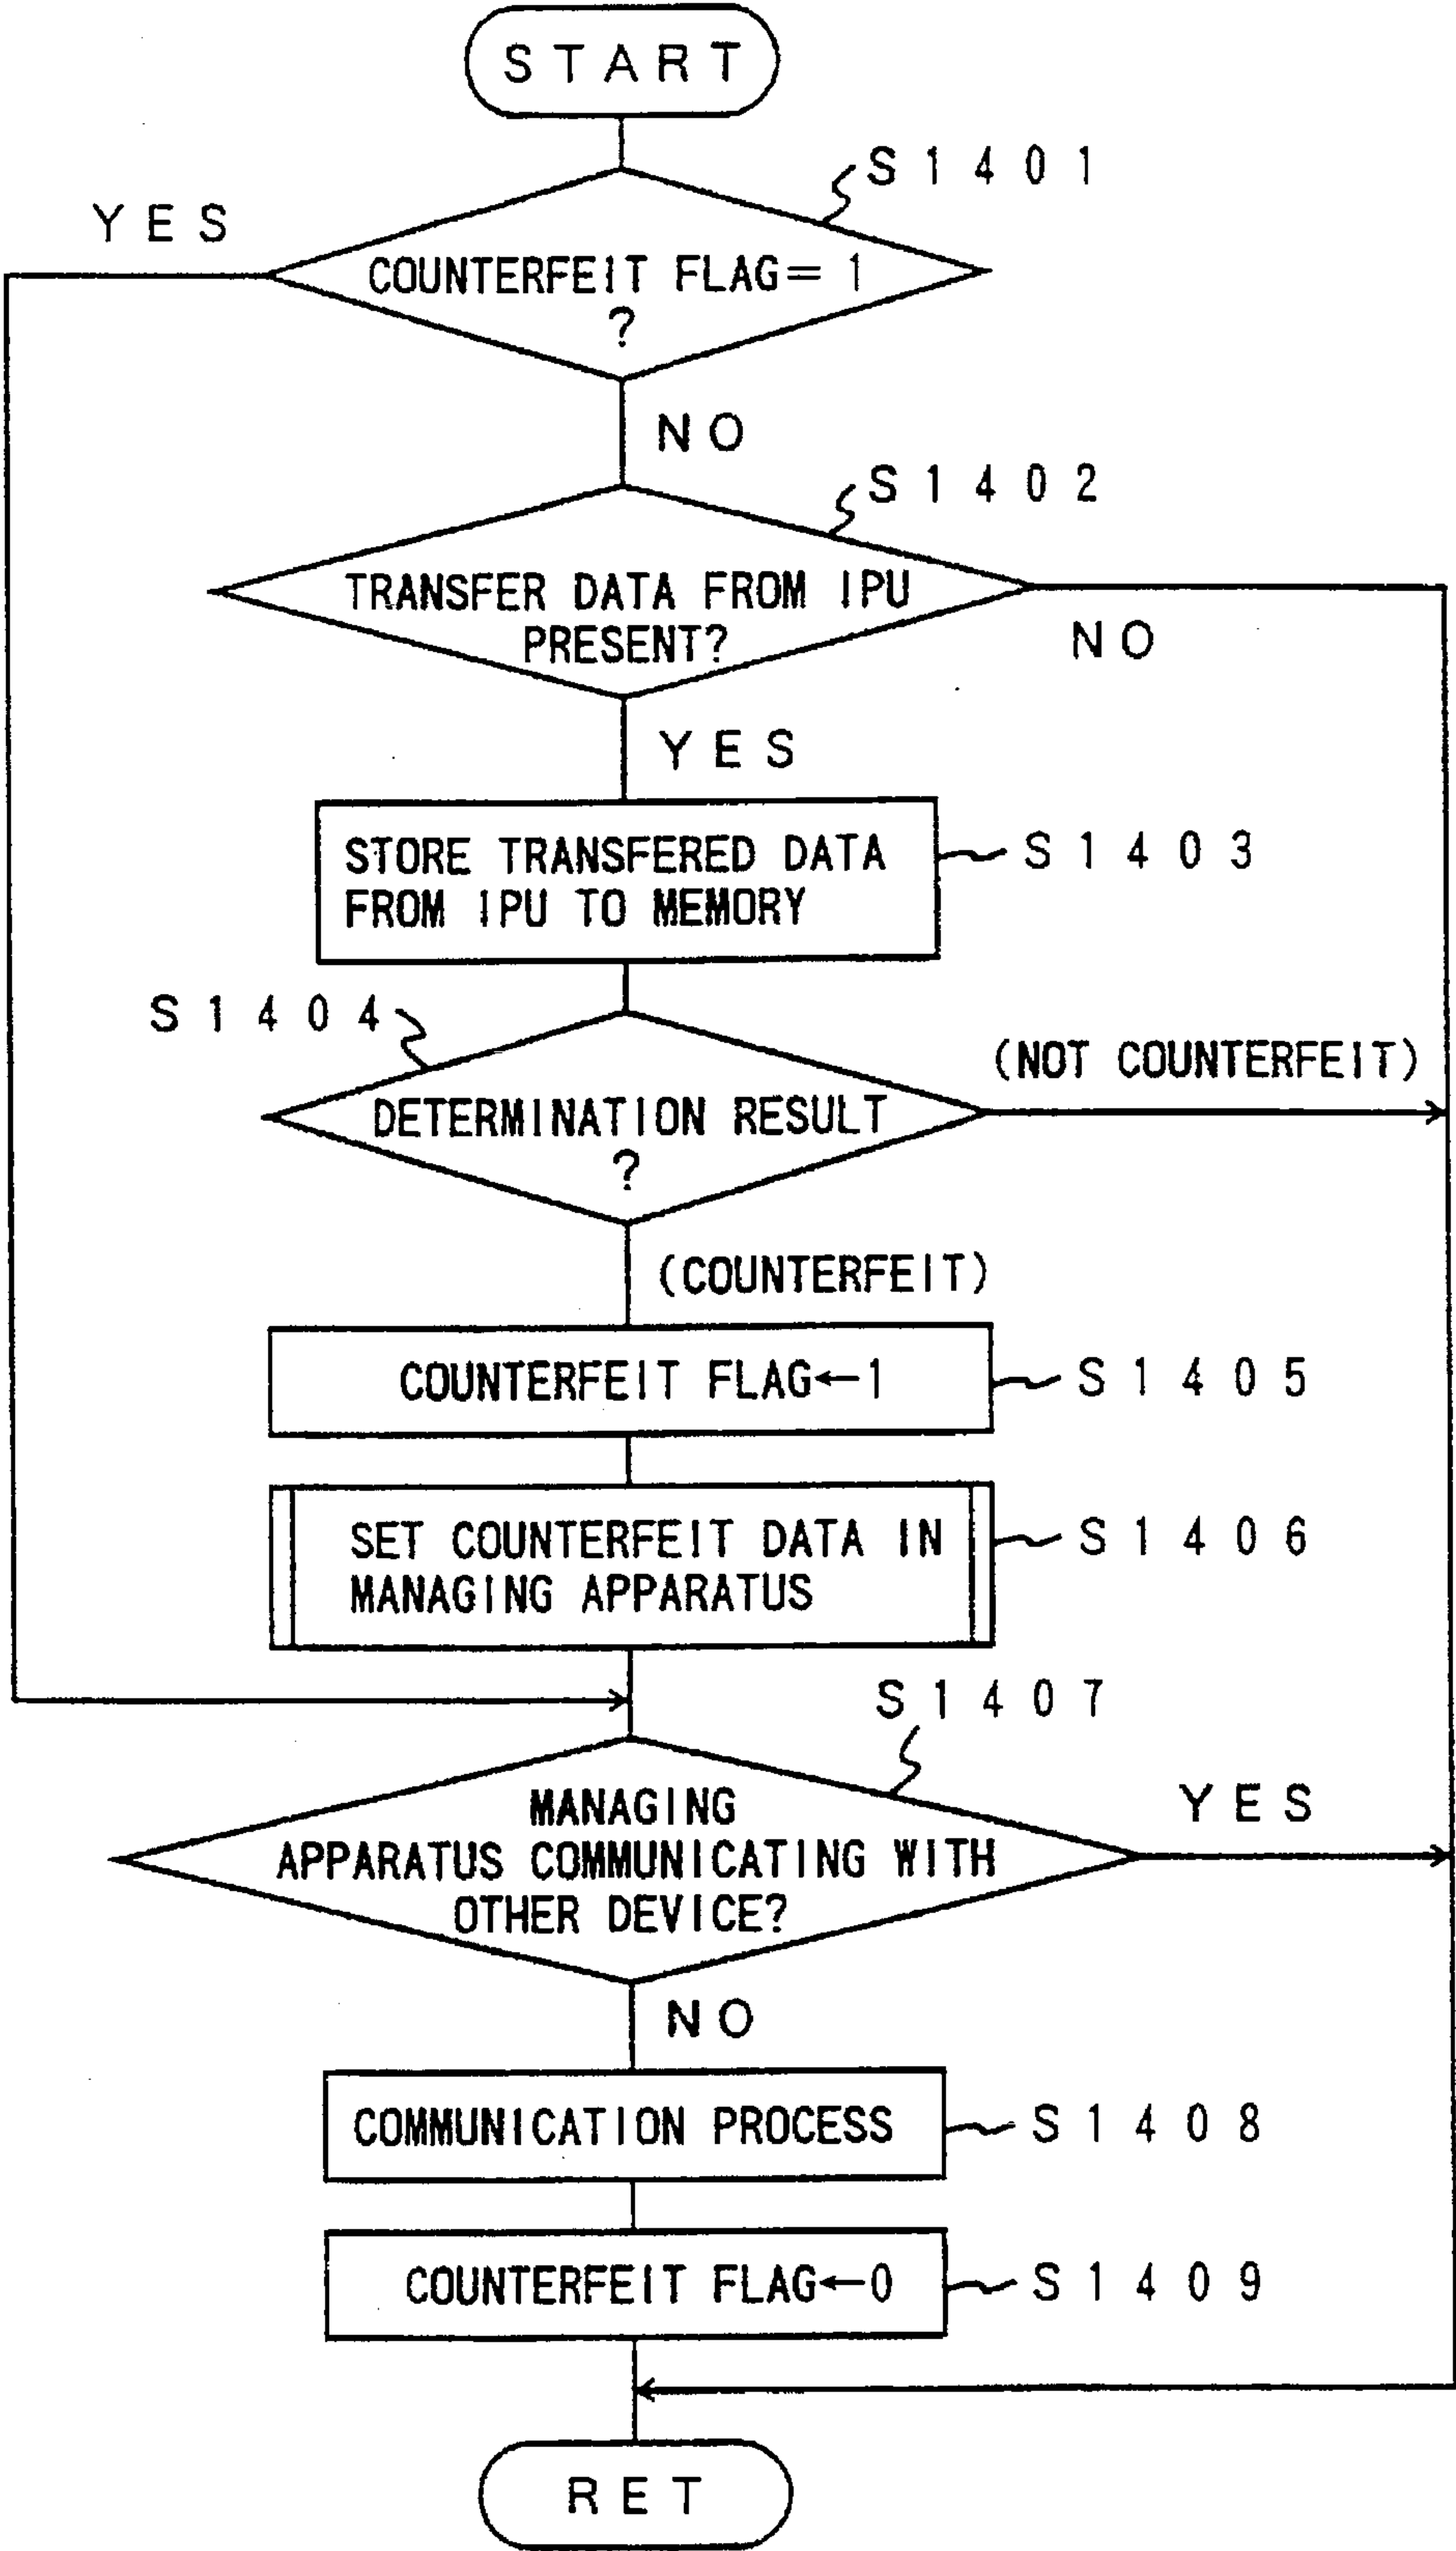 START
S1401
YES
COUNTERFEIT FLAG=1
?
NO
S1402
TRANSFER DATA FROM IPU
PRESENT?
NO
YES
STORE TRANSFERED DATA
FROM IPU TO MEMORY
S1403
S1404
(NOT COUNTERFEIT)
DETERMINATION RESULT
?
(COUNTERFEIT)
COUNTERFEIT FLAG←1
S1405
SET COUNTERFEIT DATA IN
MANAGING APPARATUS
S1406
S1407
MANAGING
APPARATUS COMMUNICATING WITH
OTHER DEVICE?
YES
NO
COMMUNICATION PROCESS
S1408
COUNTERFEIT FLAG←0
S1409
RET